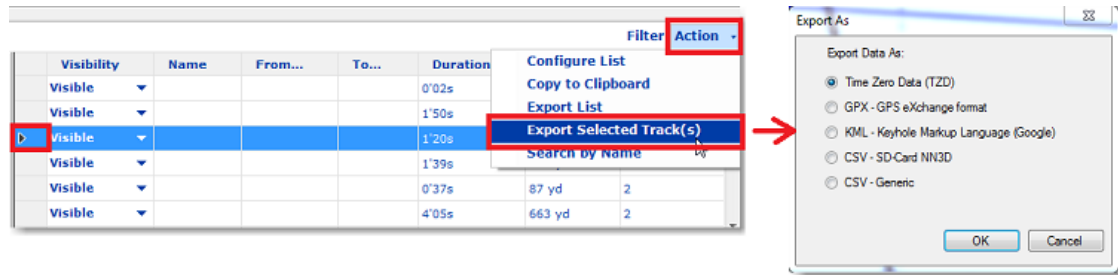 Filter Action
Visibility Name From... To... Duration
Visible 0'02s
Visible 1'50s
Visible 1'20s
Visible 1'39s
Visible 0'37s 87 yd 2
Visible 4'05s 663 yd 2
Configure List
Copy to Clipboard
Export List
Export Selected Track(s)
Search by Name
Export As
Export Data As:
Time Zero Data (TZD)
GPX - GPS eXchange format
KML - Keyhole Markup Language (Google)
CSV - SD-Card NN3D
CSV - Generic
OK Cancel